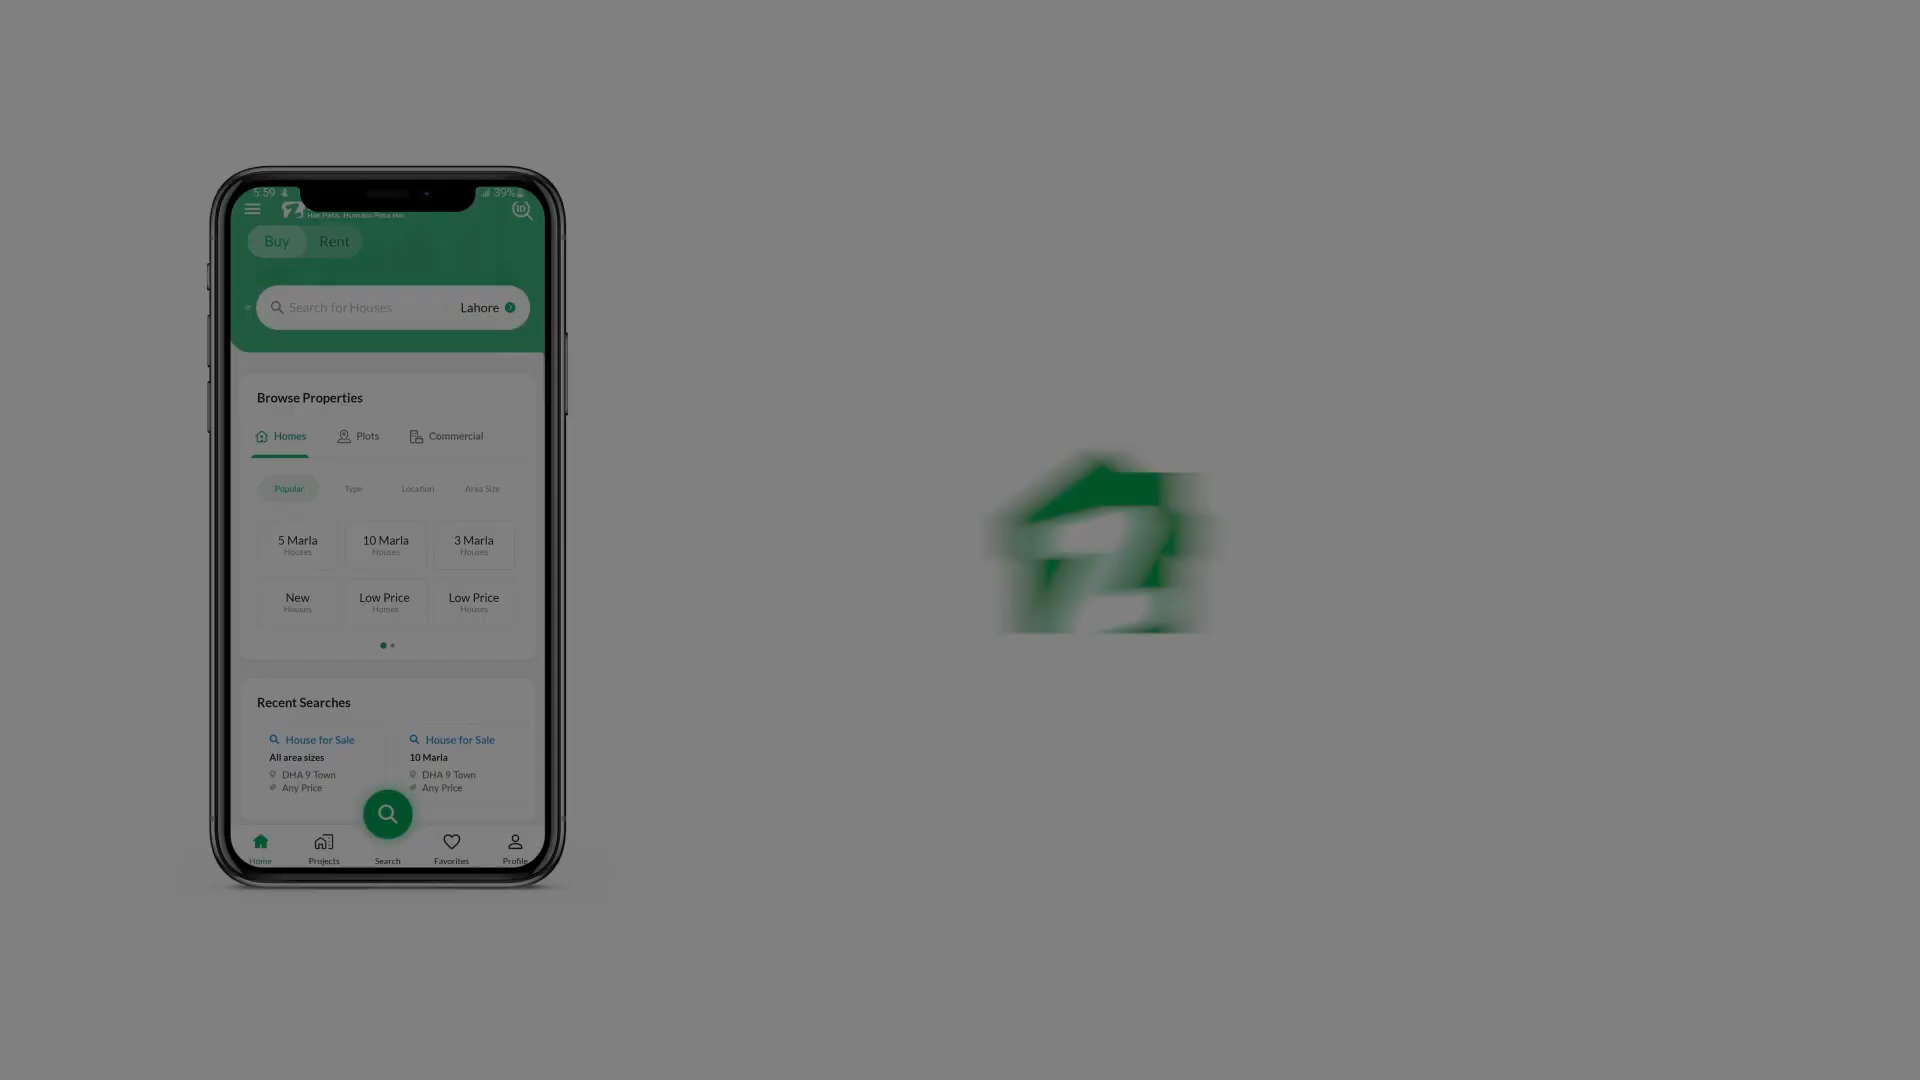 5:59
39%
Har Pata, Humain Pata Hai
ID
Buy Rent
Search for Houses Lahore
Browse Properties
Homes Plots Commercial
Popular Type Location Area Size
5 Marla 10 Marla 3 Marla
Houses Houses Houses
New Low Price Low Price
Houses Homes Houses
Recent Searches
House for Sale House for Sale
All area sizes 10 Marla
DHA 9 Town DHA 9 Town
Any Price Any Price
Home Projects Search Favorites Profile